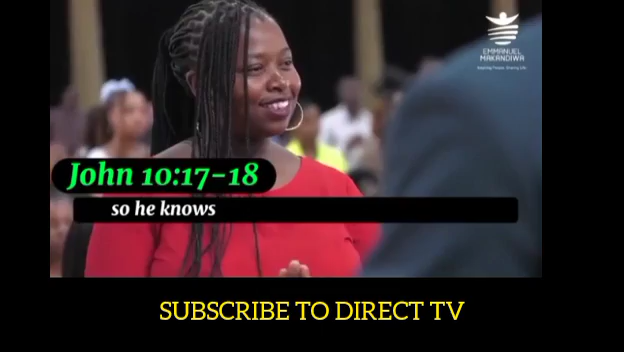 EMMANUEL
MAKANDIWA
John 10:17-18
so he knows
SUBSCRIBE TO DIRECT TV